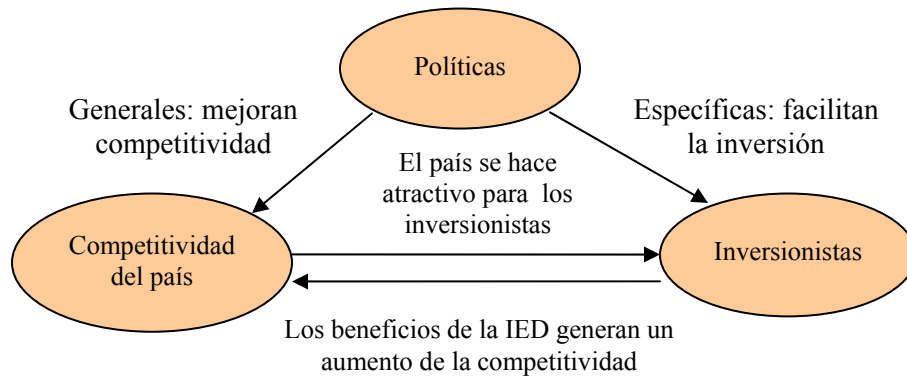 Políticas
Generales: mejoran
competitividad
Específicas: facilitan
la inversión
El país se hace
atractivo para los
inversionistas
Competitividad
del país
Inversionistas
Los beneficios de la IED generan un
aumento de la competitividad